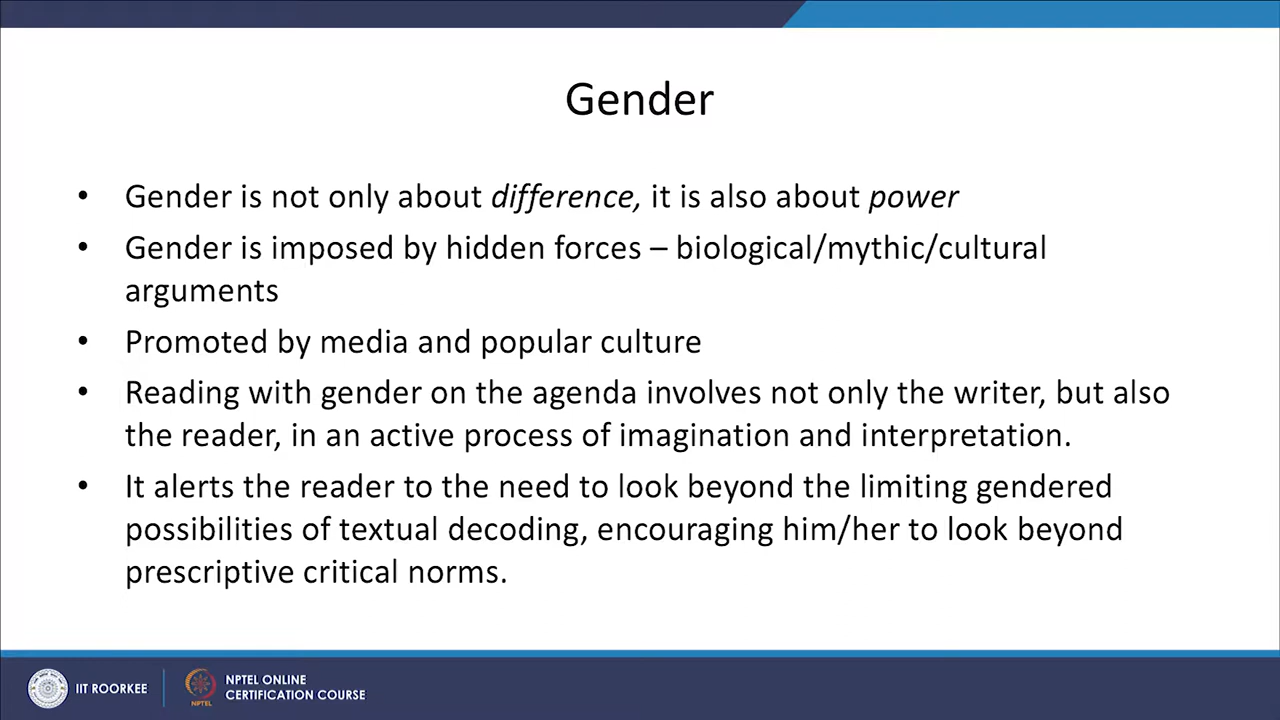 Gender
• Gender is not only about difference, it is also about power
• Gender is imposed by hidden forces – biological/mythic/cultural
arguments
• Promoted by media and popular culture
• Reading with gender on the agenda involves not only the writer, but also
the reader, in an active process of imagination and interpretation.
• It alerts the reader to the need to look beyond the limiting gendered
possibilities of textual decoding, encouraging him/her to look beyond
prescriptive critical norms.
IIT ROORKEE
NPTEL
NPTEL ONLINE
CERTIFICATION COURSE